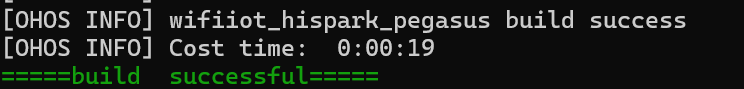 [OHOS INFO] wifiiot_hispark_pegasus build success
[OHOS INFO] Cost time:  0:00:19
=====build  successful=====